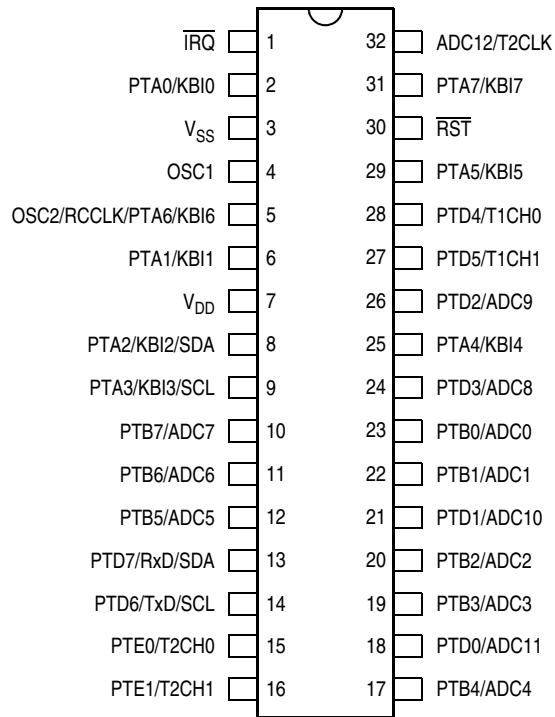 IRQ 1 32 ADC12/T2CLK
PTA0/KBI0 2 31 PTA7/KBI7
VSS 3 30 RST
OSC1 4 29 PTA5/KBI5
OSC2/RCCLK/PTA6/KBI6 5 28 PTD4/T1CH0
PTA1/KBI1 6 27 PTD5/T1CH1
VDD 7 26 PTD2/ADC9
PTA2/KBI2/SDA 8 25 PTA4/KBI4
PTA3/KBI3/SCL 9 24 PTD3/ADC8
PTB7/ADC7 10 23 PTB0/ADC0
PTB6/ADC6 11 22 PTB1/ADC1
PTB5/ADC5 12 21 PTD1/ADC10
PTD7/RxD/SDA 13 20 PTB2/ADC2
PTD6/TxD/SCL 14 19 PTB3/ADC3
PTE0/T2CH0 15 18 PTD0/ADC11
PTE1/T2CH1 16 17 PTB4/ADC4